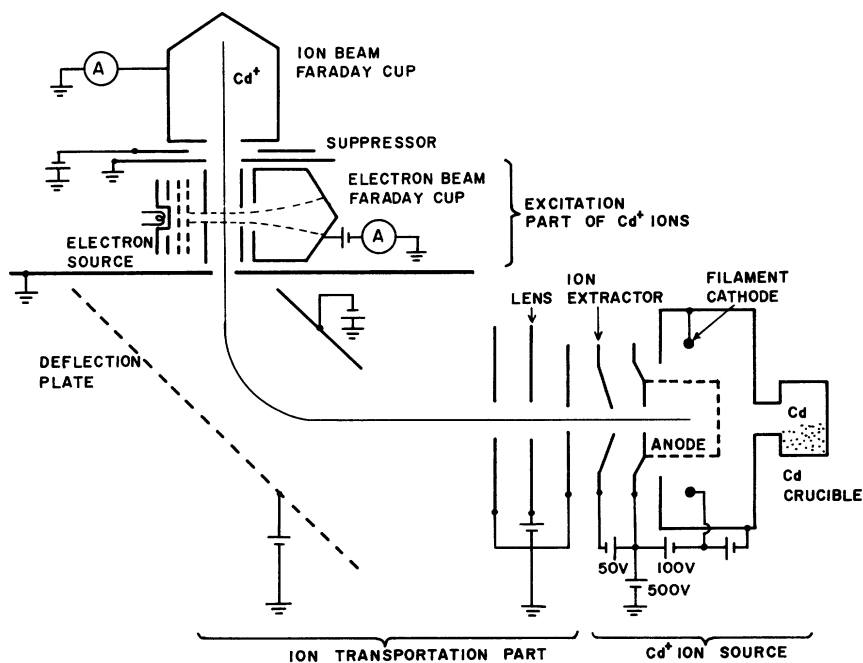 A
Cd+
ION BEAM
FARADAY CUP
SUPPRESSOR
ELECTRON BEAM
FARADAY CUP
A
EXCITATION
PART OF Cd+ IONS
ELECTRON
SOURCE
DEFLECTION
PLATE
LENS
ION
EXTRACTOR
FILAMENT
CATHODE
ANODE
Cd
Cd
CRUCIBLE
50V
100V
500V
ION TRANSPORTATION PART
Cd+ ION SOURCE